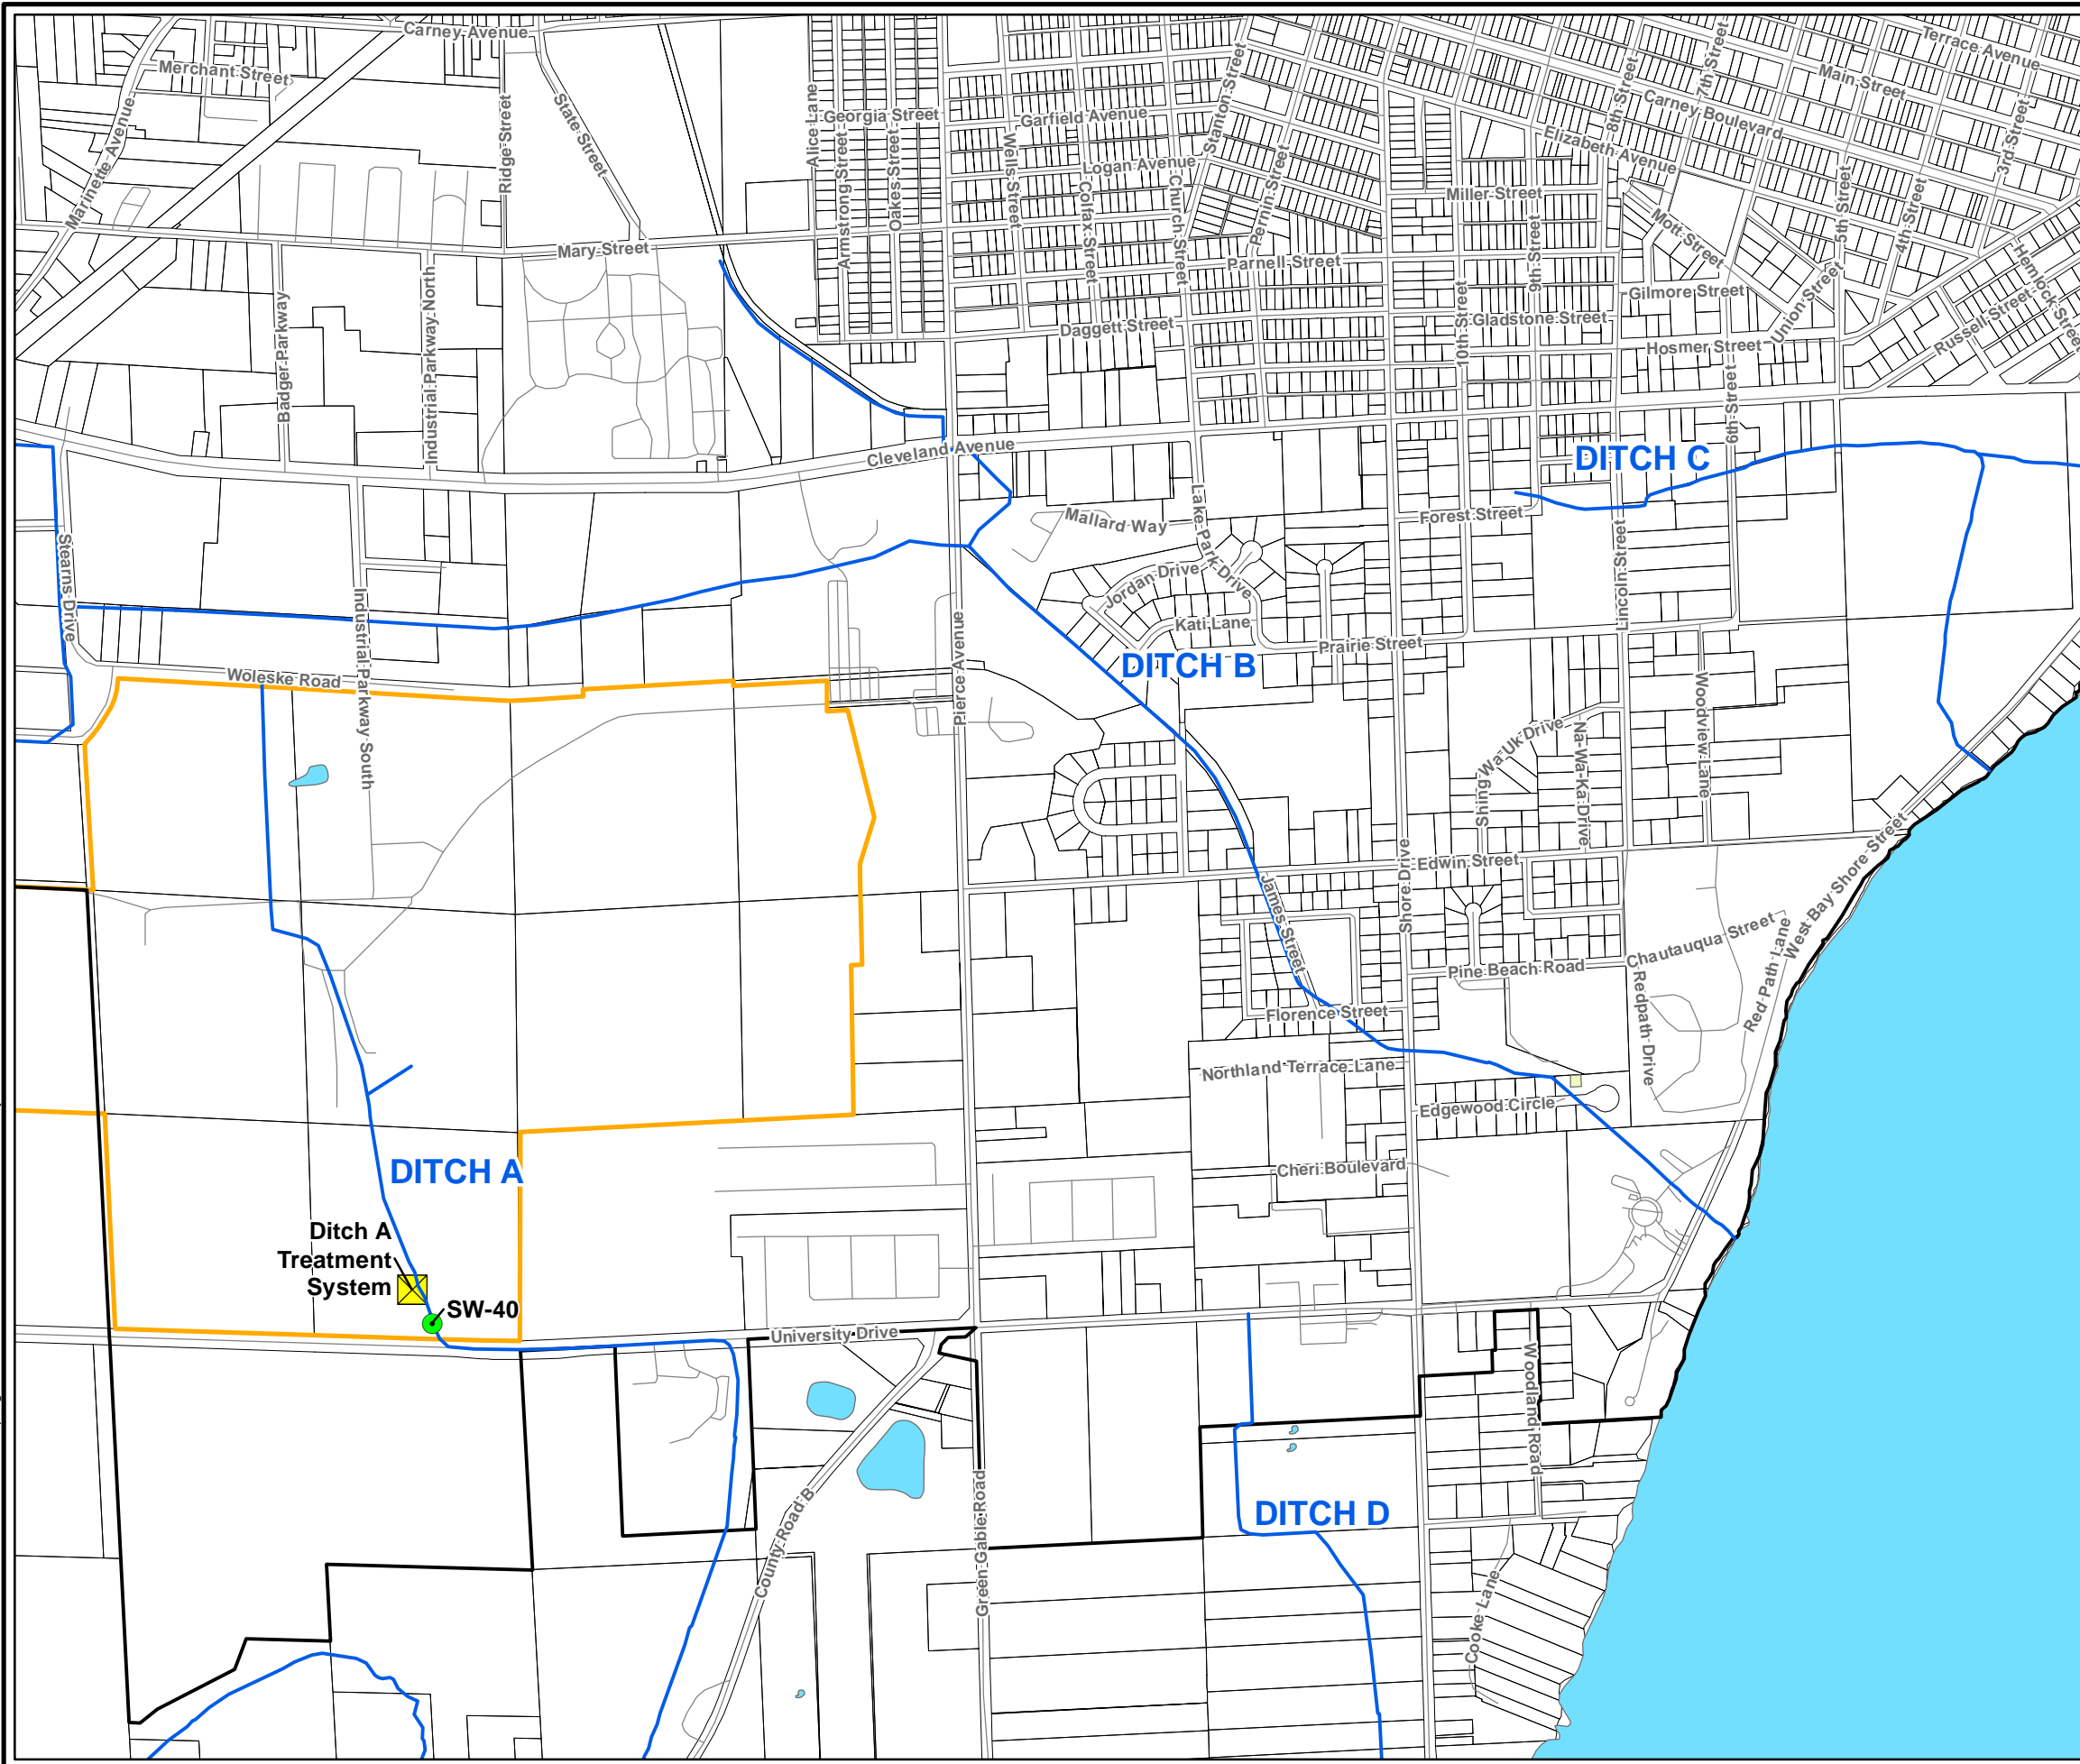 Carney Avenue
Terrace Avenue
Merchant Street
Main Street
7th Street
8th Street
Carney Boulevard
3rd Street
Marinette Avenue
Ridge Street
State Street
Alice Lane
Georgia Street
Garfield Avenue
Stanton Street
Elizabeth Avenue
Armstrong Street
Oakes Street
Wells Street
Logan Avenue
Colfax Street
Church Street
Pernin Street
Miller Street
9th Street
Mott Street
5th Street
4th Street
Mary Street
Parnell Street
Hemlock Street
Badger Parkway
Industrial Parkway North
Daggett Street
10th Street
Gladstone Street
Gilmore Street
Union Street
Hosmer Street
Russell Street
6th Street
Cleveland Avenue
DITCH C
Stearns Drive
Mallard Way
Lake Park Drive
Forest Street
Lincoln Street
Industrial Parkway South
Jordan Drive
Kati Lane
Prairie Street
DITCH B
Woleske Road
Pierce Avenue
Woodview Lane
Shing Wa Uk Drive
Na-Wa-Ka Drive
Shore Drive
Edwin Street
James Street
West Bay Shore Street
Chautauqua Street
Pine Beach Road
Red Path Lane
Redpath Drive
Florence Street
Northland Terrace Lane
Edgewood Circle
DITCH A
Cheri Boulevard
Ditch A
Treatment
System
SW-40
University Drive
Woodland Road
County Road B
Green Gable Road
DITCH D
Cooke Lane